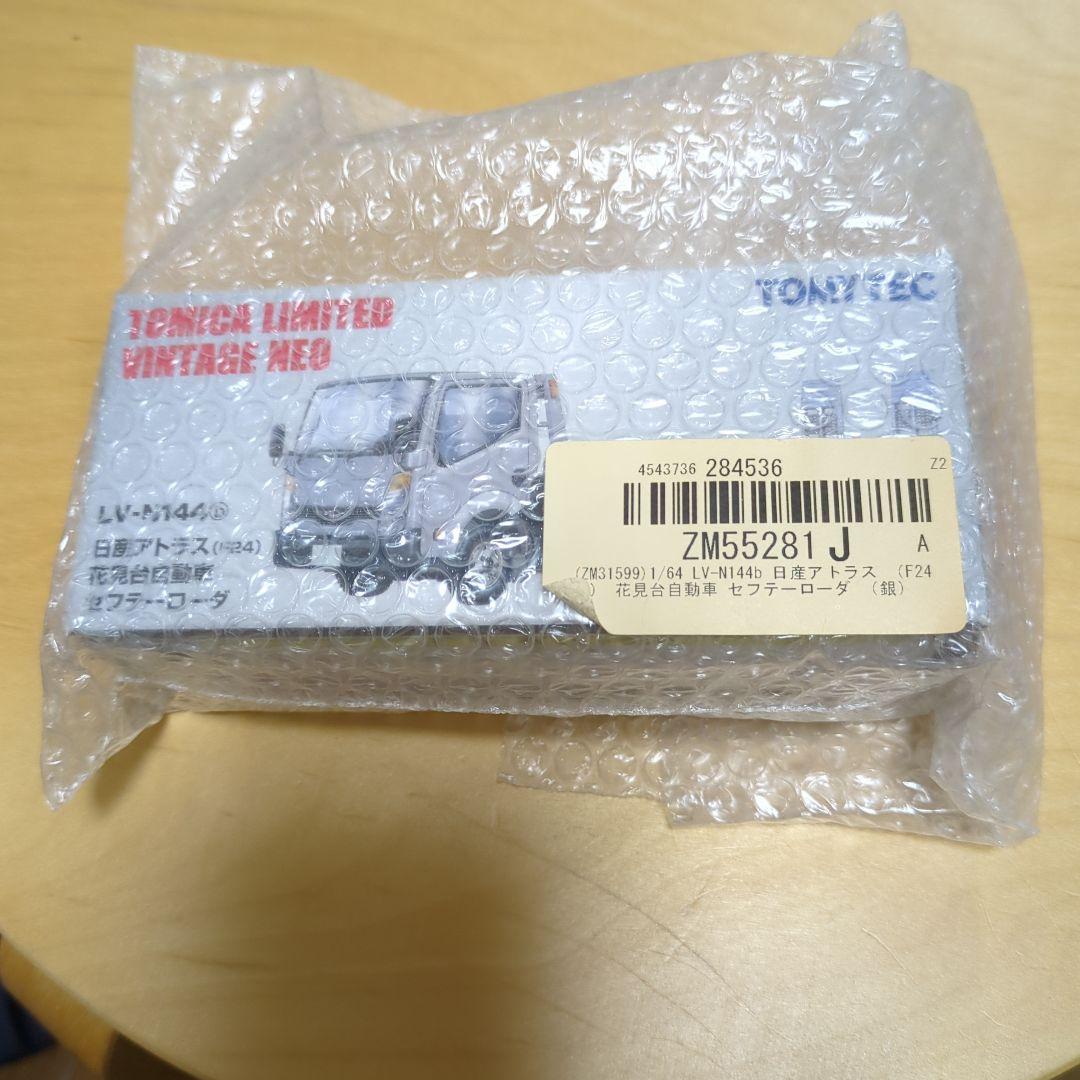 TOMICA LIMITED
VINTAGE NEO
TOMYTEC
LV-N144b
日産アトラス(F24)
花見台自動車
セフテーローダ
4543736 284536
Z2
ZM55281 J
A
(ZM31599)1/64 LV-N144b 日産アトラス (F24
) 花見台自動車 セフテーローダ (銀)